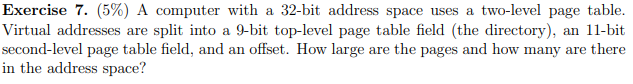 Exercise 7. (5%) A computer with a 32-bit address space uses a two-level page table.
Virtual addresses are split into a 9-bit top-level page table field (the directory), an 11-bit
second-level page table field, and an offset. How large are the pages and how many are there
in the address space?